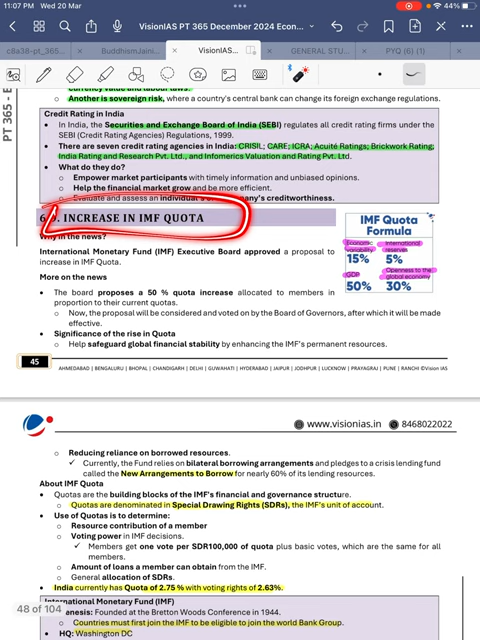 11:07 PM Wed 20 Mar
44%
VisionIAS PT 365 December 2024 Econ...
c8a38-pt_365...
BuddhismJaini...
VisionIAS...
GENERAL STU...
PYQ (6) (1)
PT 365 - E
currency value and labour laws.
o Another is sovereign risk, where a country's central bank can change its foreign exchange regulations.
Credit Rating in India
• In India, the Securities and Exchange Board of India (SEBI) regulates all credit rating firms under the
SEBI (Credit Rating Agencies) Regulations, 1999.
• There are seven credit rating agencies in India: CRISIL; CARE; ICRA; Acuité Ratings; Brickwork Rating;
India Rating and Research Pvt. Ltd., and Infomerics Valuation and Rating Pvt. Ltd.
• What do they do?
o Empower market participants with timely information and unbiased opinions.
o Help the financial market grow and be more efficient.
o Evaluate and assess an individual's or company's creditworthiness.
INCREASE IN IMF QUOTA
Why in the news?
International Monetary Fund (IMF) Executive Board approved a proposal to
increase in IMF Quota.
More on the news
• The board proposes a 50 % quota increase allocated to members in
proportion to their current quotas.
o Now, the proposal will be considered and voted on by the Board of Governors, after which it will be made
effective.
• Significance of the rise in Quota
o Help safeguard global financial stability by enhancing the IMF's permanent resources.
IMF Quota
Formula
Economic variability
15%
International reserves
5%
GDP
50%
Openness to the global economy
30%
45
AHMEDABAD | BENGALURU | BHOPAL | CHANDIGARH | DELHI | GUWAHATI | HYDERABAD | JAIPUR | JODHPUR | LUCKNOW | PRAYAGRAJ | PUNE | RANCHI ©Vision IAS
www.visionias.in 8468022022
o Reducing reliance on borrowed resources.
✓ Currently, the Fund relies on bilateral borrowing arrangements and pledges to a crisis lending fund
called the New Arrangements to Borrow for nearly 60% of its lending resources.
About IMF Quota
• Quotas are the building blocks of the IMF's financial and governance structure.
o Quotas are denominated in Special Drawing Rights (SDRs), the IMF's unit of account.
• Use of Quotas is to determine:
o Resource contribution of a member
o Voting power in IMF decisions.
✓ Members get one vote per SDR100,000 of quota plus basic votes, which are the same for all
members.
o Amount of loans a member can obtain from the IMF.
o General allocation of SDRs.
• India currently has Quota of 2.75 % with voting rights of 2.63%.
48 of 104
International Monetary Fund (IMF)
Genesis: Founded at the Bretton Woods Conference in 1944.
o Countries must first join the IMF to be eligible to join the world Bank Group.
• HQ: Washington DC